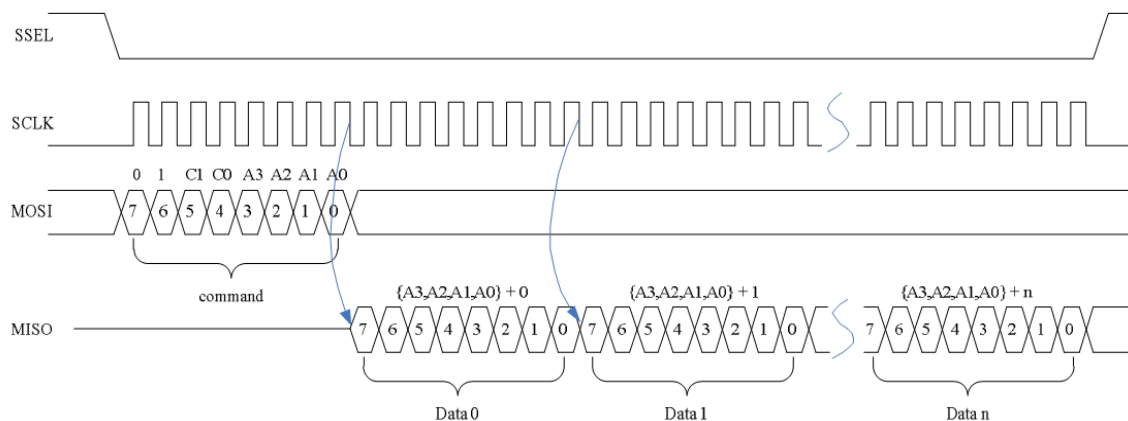 SSEL
SCLK
0 1 C1 C0 A3 A2 A1 A0
MOSI
7 6 5 4 3 2 1 0
command
{A3,A2,A1,A0} + 0
{A3,A2,A1,A0} + 1
{A3,A2,A1,A0} + n
MISO
7 6 5 4 3 2 1 0 7 6 5 4 3 2 1 0 7 6 5 4 3 2 1 0
Data 0
Data 1
Data n